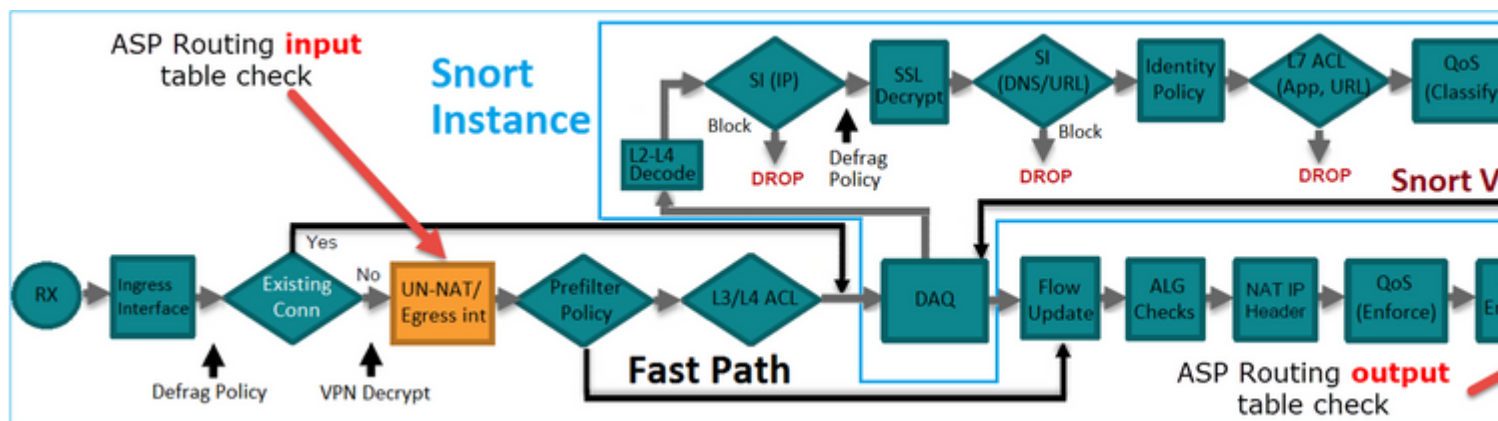 ASP Routing input
table check
Snort
Instance
SI (IP)
SSL
Decrypt
SI
(DNS/URL)
Identity
Policy
L7 ACL
(App, URL)
QoS
(Classify
Block
Block
L2-L4
Decode
DROP
Defrag
Policy
DROP
DROP
Snort V
Yes
RX
Ingress
Interface
Existing
Conn
No
UN-NAT/
Egress int
Prefilter
Policy
L3/L4 ACL
DAQ
Flow
Update
ALG
Checks
NAT IP
Header
QoS
(Enforce)
Defrag Policy
VPN Decrypt
Fast Path
ASP Routing output
table check